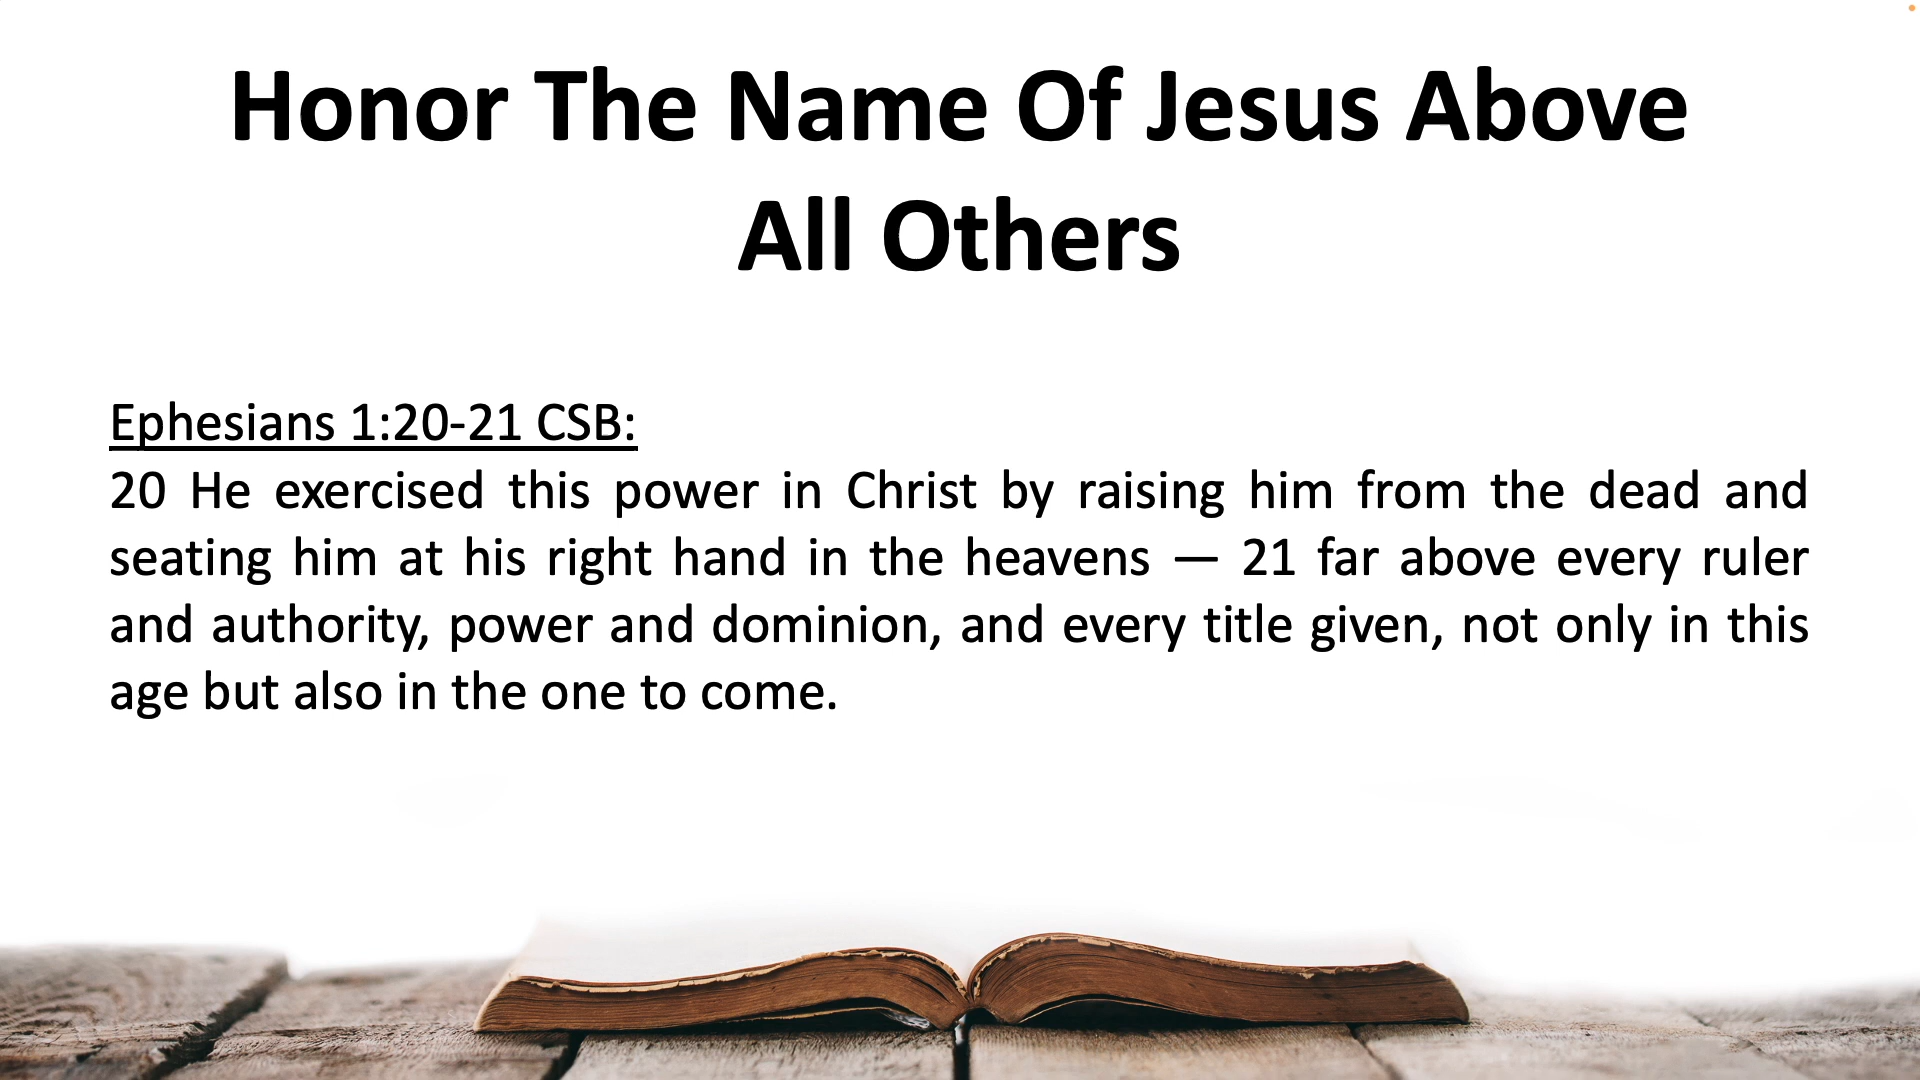 Honor The Name Of Jesus Above
All Others
Ephesians 1:20-21 CSB:
20 He exercised this power in Christ by raising him from the dead and
seating him at his right hand in the heavens — 21 far above every ruler
and authority, power and dominion, and every title given, not only in this
age but also in the one to come.